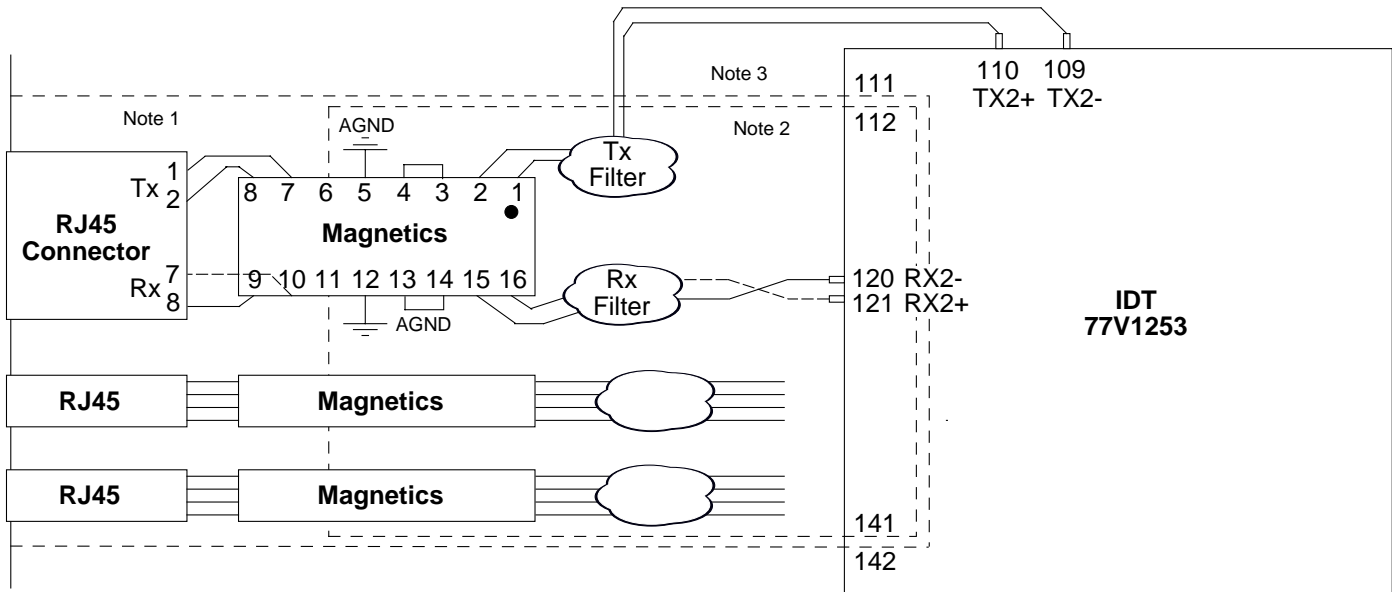 110 109
TX2+ TX2-
111
112
Note 3
Note 1
Note 2
AGND
Tx
Filter
1
Tx 2
RJ45
Connector
7
Rx 8
8 7 6 5 4 3 2 1
Magnetics
9 10 11 12 13 14 15 16
AGND
Rx
Filter
120 RX2-
121 RX2+
IDT
77V1253
RJ45
Magnetics
RJ45
Magnetics
141
142